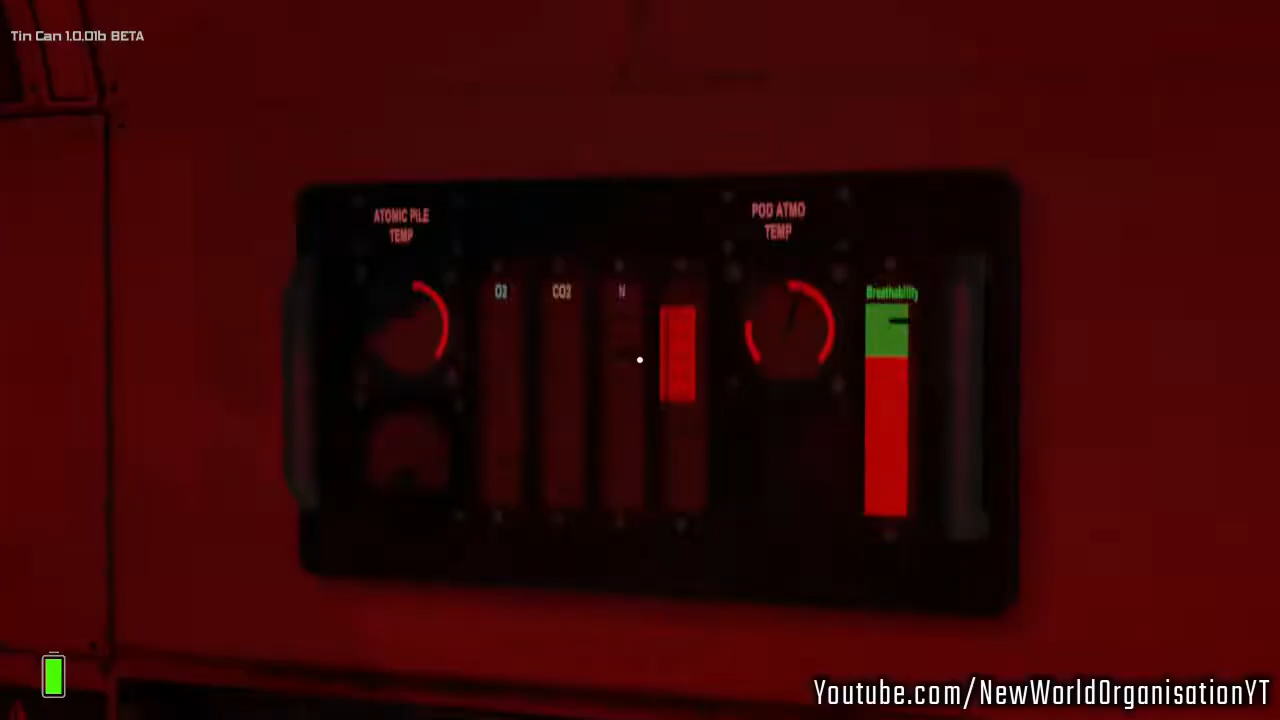 Tin Can 1.0.01b BETA
ATOMIC PILE
TEMP
O2
CO2
N
POD ATMO
TEMP
Breathability
Youtube.com/NewWorldOrganisationYT